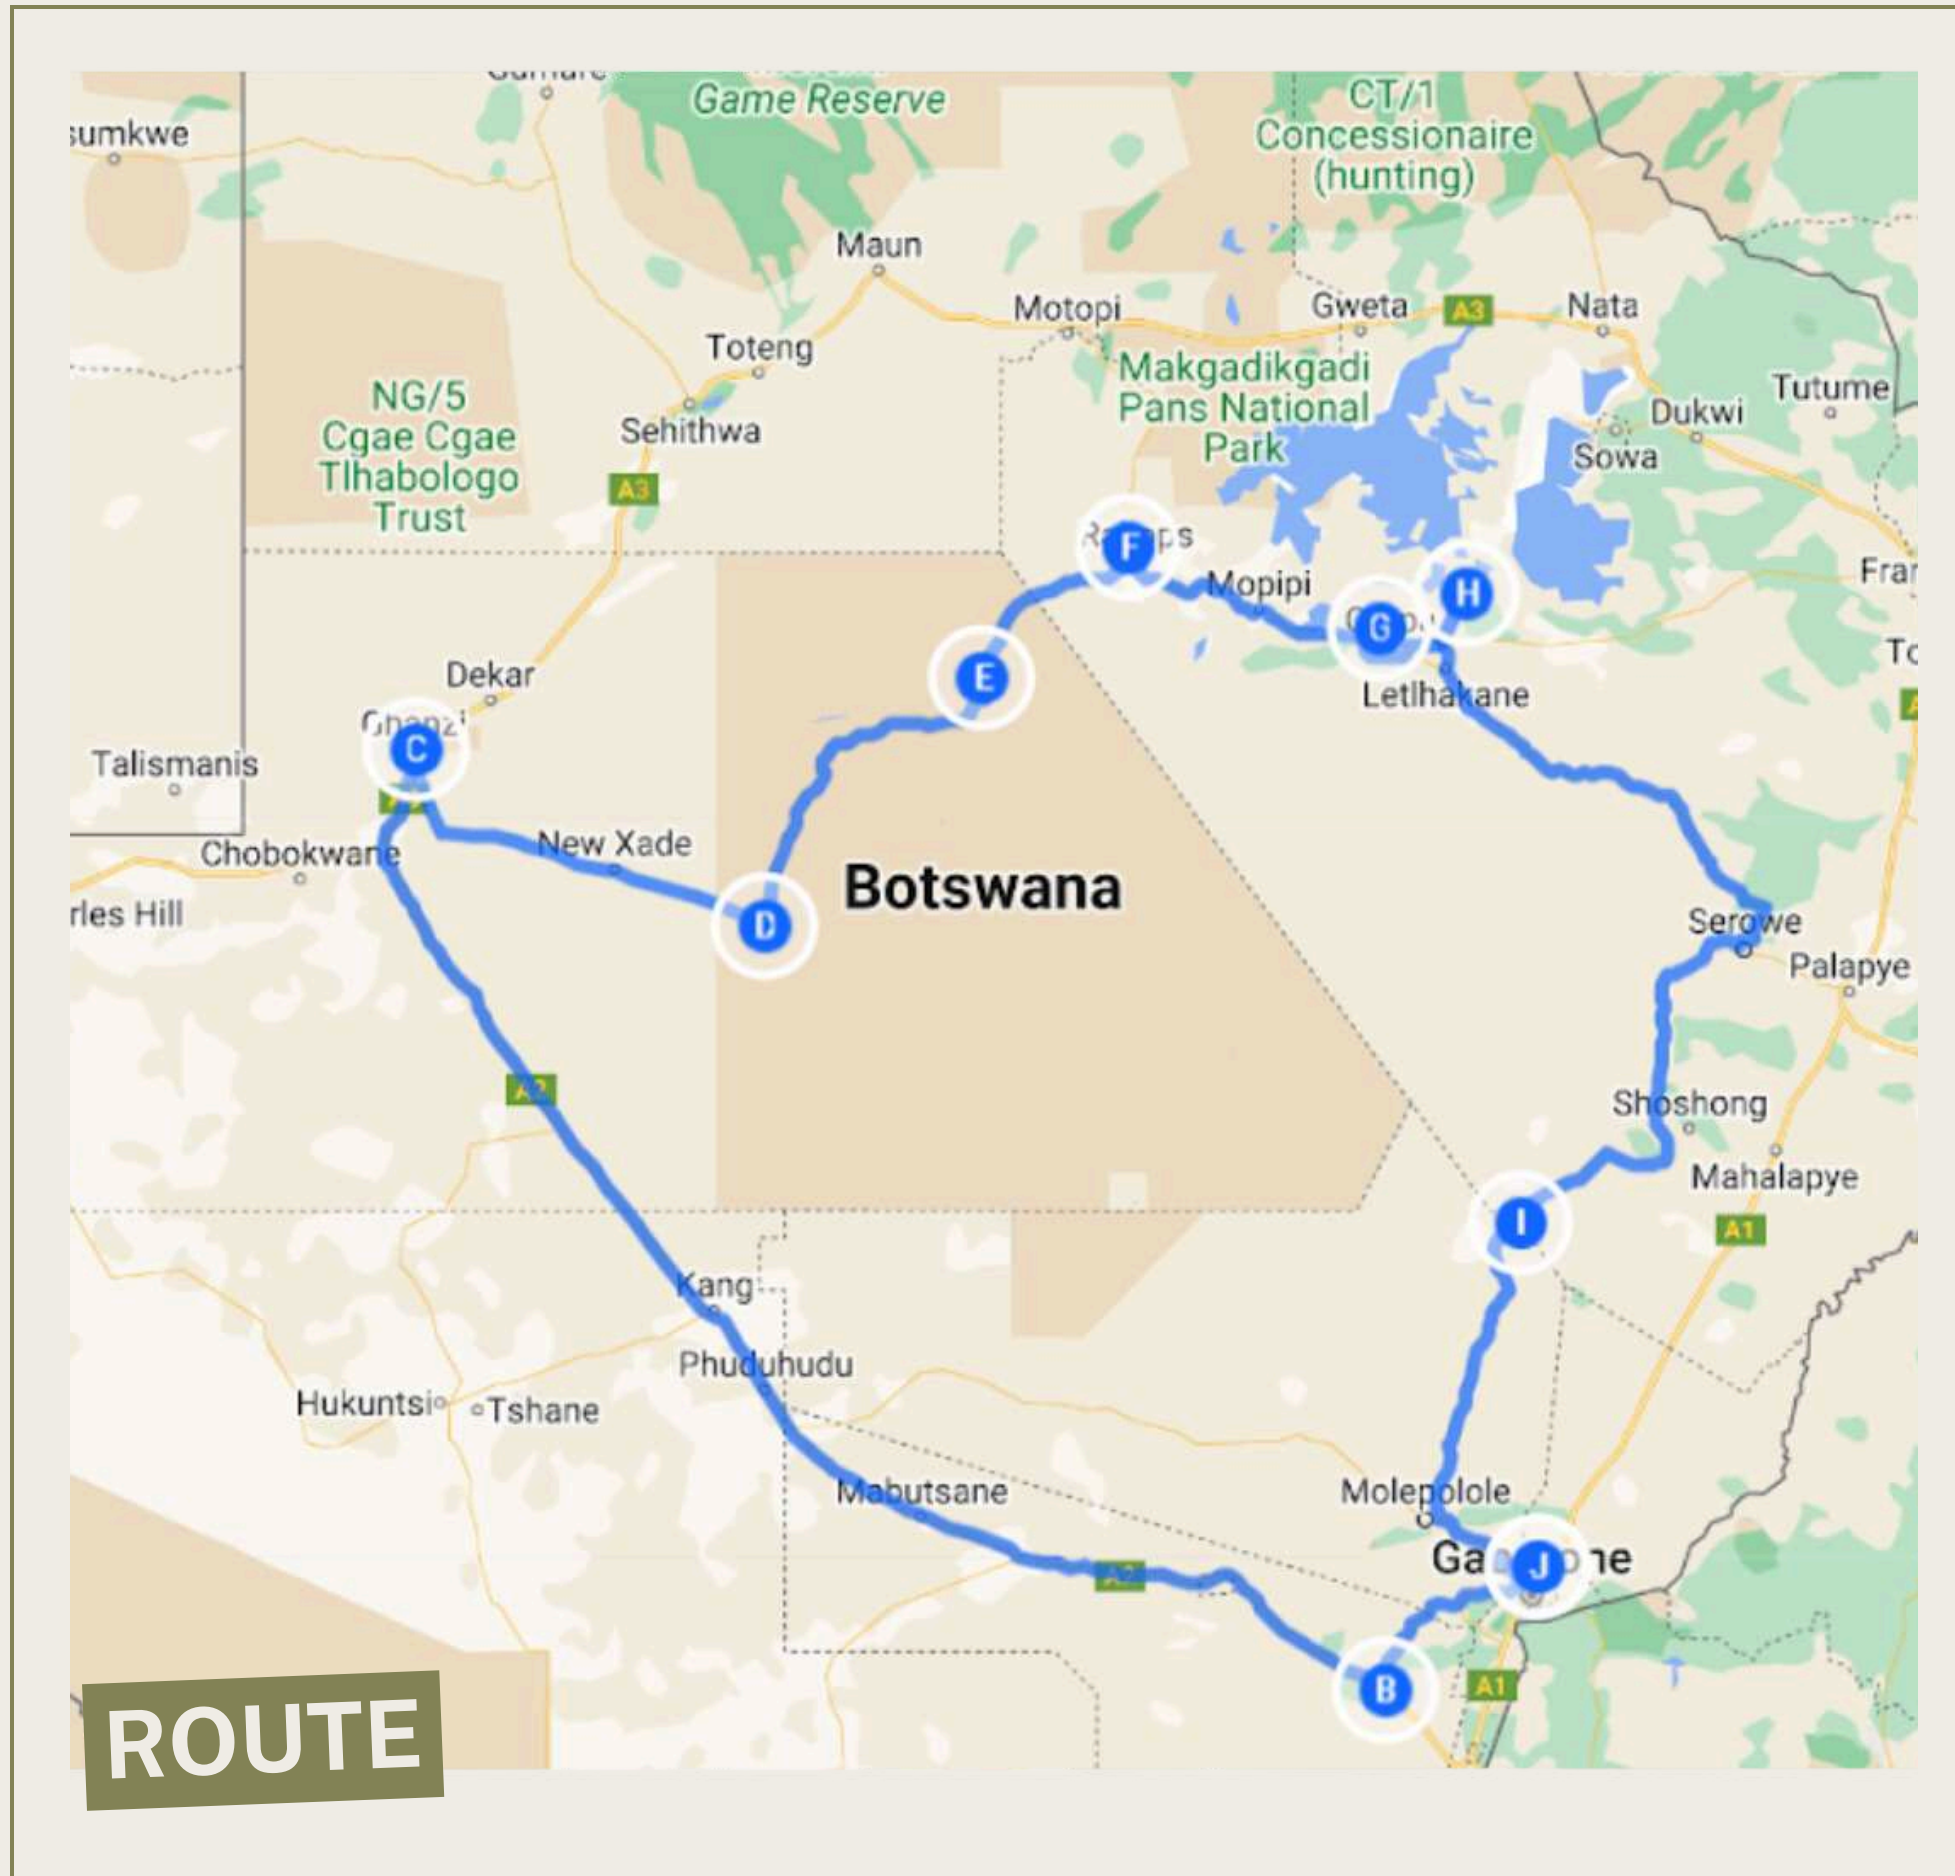 Game Reserve
CT/1
Concessionaire
(hunting)
sumkwe
Maun
Motopi
Gweta
A3
Nata
Toteng
Makgadikgadi
Pans National
Park
NG/5
Cgae Cgae
Tlhabologo
Trust
Sehithwa
A3
Tutume
Dukwi
Sowa
F
Mopipi
H
G
Fran
To
Letlhakane
Dekar
E
C
Talismanis
New Xade
Chobokwane
Botswana
D
rles Hill
Serowe
Palapye
A2
Shoshong
Mahalapye
I
A1
Kang
Phuduhudu
Hukuntsi
Tshane
Mabutsane
Molepolole
J
A2
B
A1
ROUTE